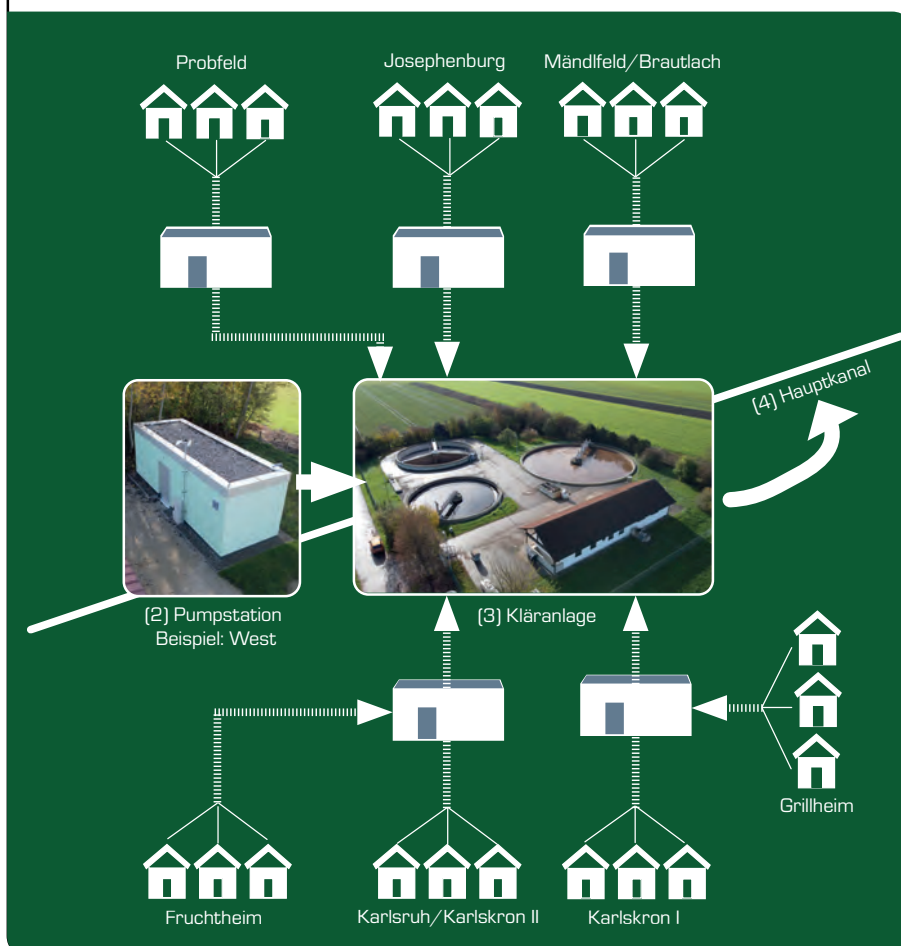 Probfeld
Josephenburg
Mändlfeld/Brautlach
(4) Hauptkanal
(2) Pumpstation
Beispiel: West
(3) Kläranlage
Grillheim
Fruchtheim
Karlsruh/Karlskron II
Karlskron I